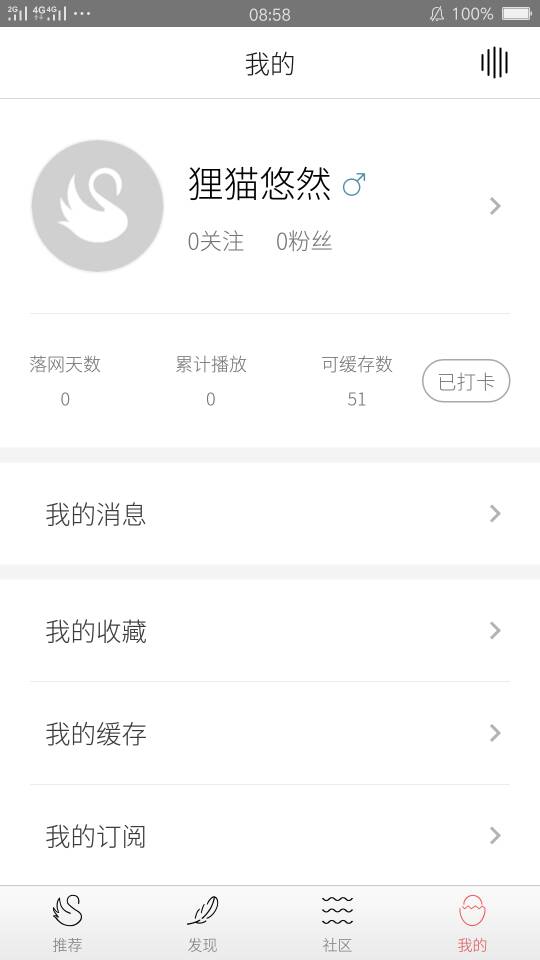 2G 4G 4G ... 08:58 100%
我的
狸猫悠然
0关注 0粉丝
落网天数 累计播放 可缓存数
0 0 51
已打卡
我的消息
我的收藏
我的缓存
我的订阅
推荐 发现 社区 我的